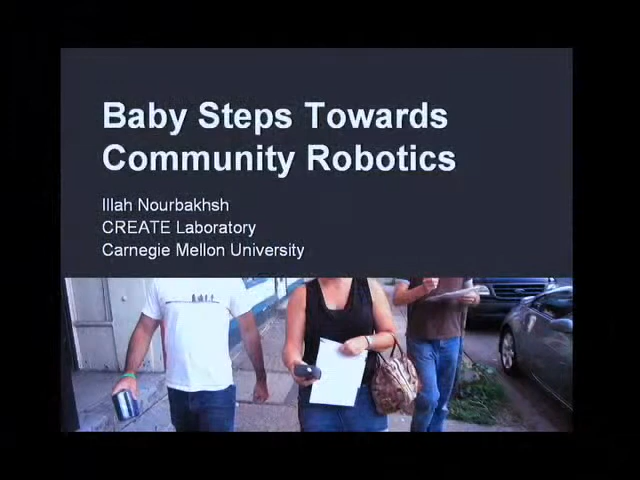 Baby Steps Towards
Community Robotics
Illah Nourbakhsh
CREATE Laboratory
Carnegie Mellon University